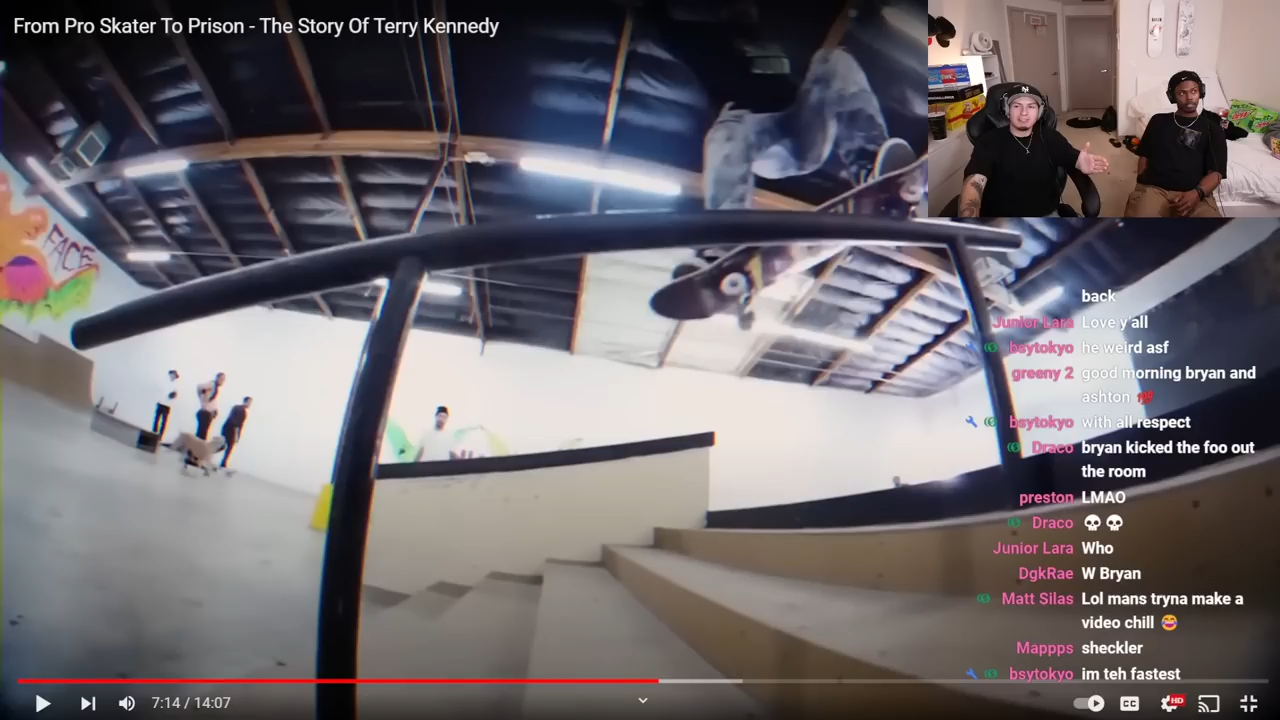 From Pro Skater To Prison - The Story Of Terry Kennedy
FACE
back
Junior Lara Love y'all
bsytokyo he weird asf
greeny 2 good morning bryan and
ashton 💯
bsytokyo with all respect
Draco bryan kicked the foo out
the room
preston LMAO
Draco 💀💀
Junior Lara Who
DgkRae W Bryan
Matt Silas Lol mans tryna make a
video chill 😂
Mappps sheckler
bsytokyo im teh fastest
7:14 / 14:07
CC
HD